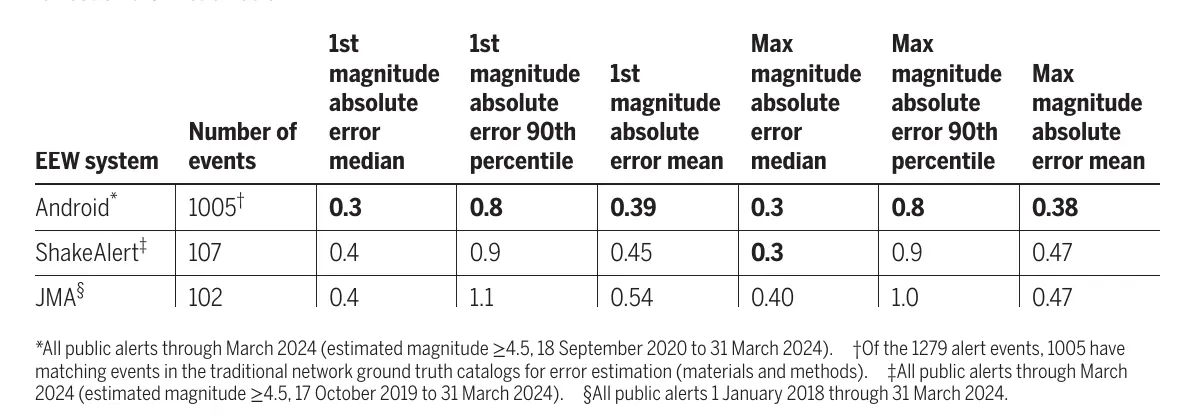 EEW system | Number of events | 1st magnitude absolute error median | 1st magnitude absolute error 90th percentile | 1st magnitude absolute error mean | Max magnitude absolute error median | Max magnitude absolute error 90th percentile | Max magnitude absolute error mean
Android* | 1005† | 0.3 | 0.8 | 0.39 | 0.3 | 0.8 | 0.38
ShakeAlert‡ | 107 | 0.4 | 0.9 | 0.45 | 0.3 | 0.9 | 0.47
JMA§ | 102 | 0.4 | 1.1 | 0.54 | 0.40 | 1.0 | 0.47
*All public alerts through March 2024 (estimated magnitude ≥4.5, 18 September 2020 to 31 March 2024). †Of the 1279 alert events, 1005 have
matching events in the traditional network ground truth catalogs for error estimation (materials and methods). ‡All public alerts through March
2024 (estimated magnitude ≥4.5, 17 October 2019 to 31 March 2024). §All public alerts 1 January 2018 through 31 March 2024.